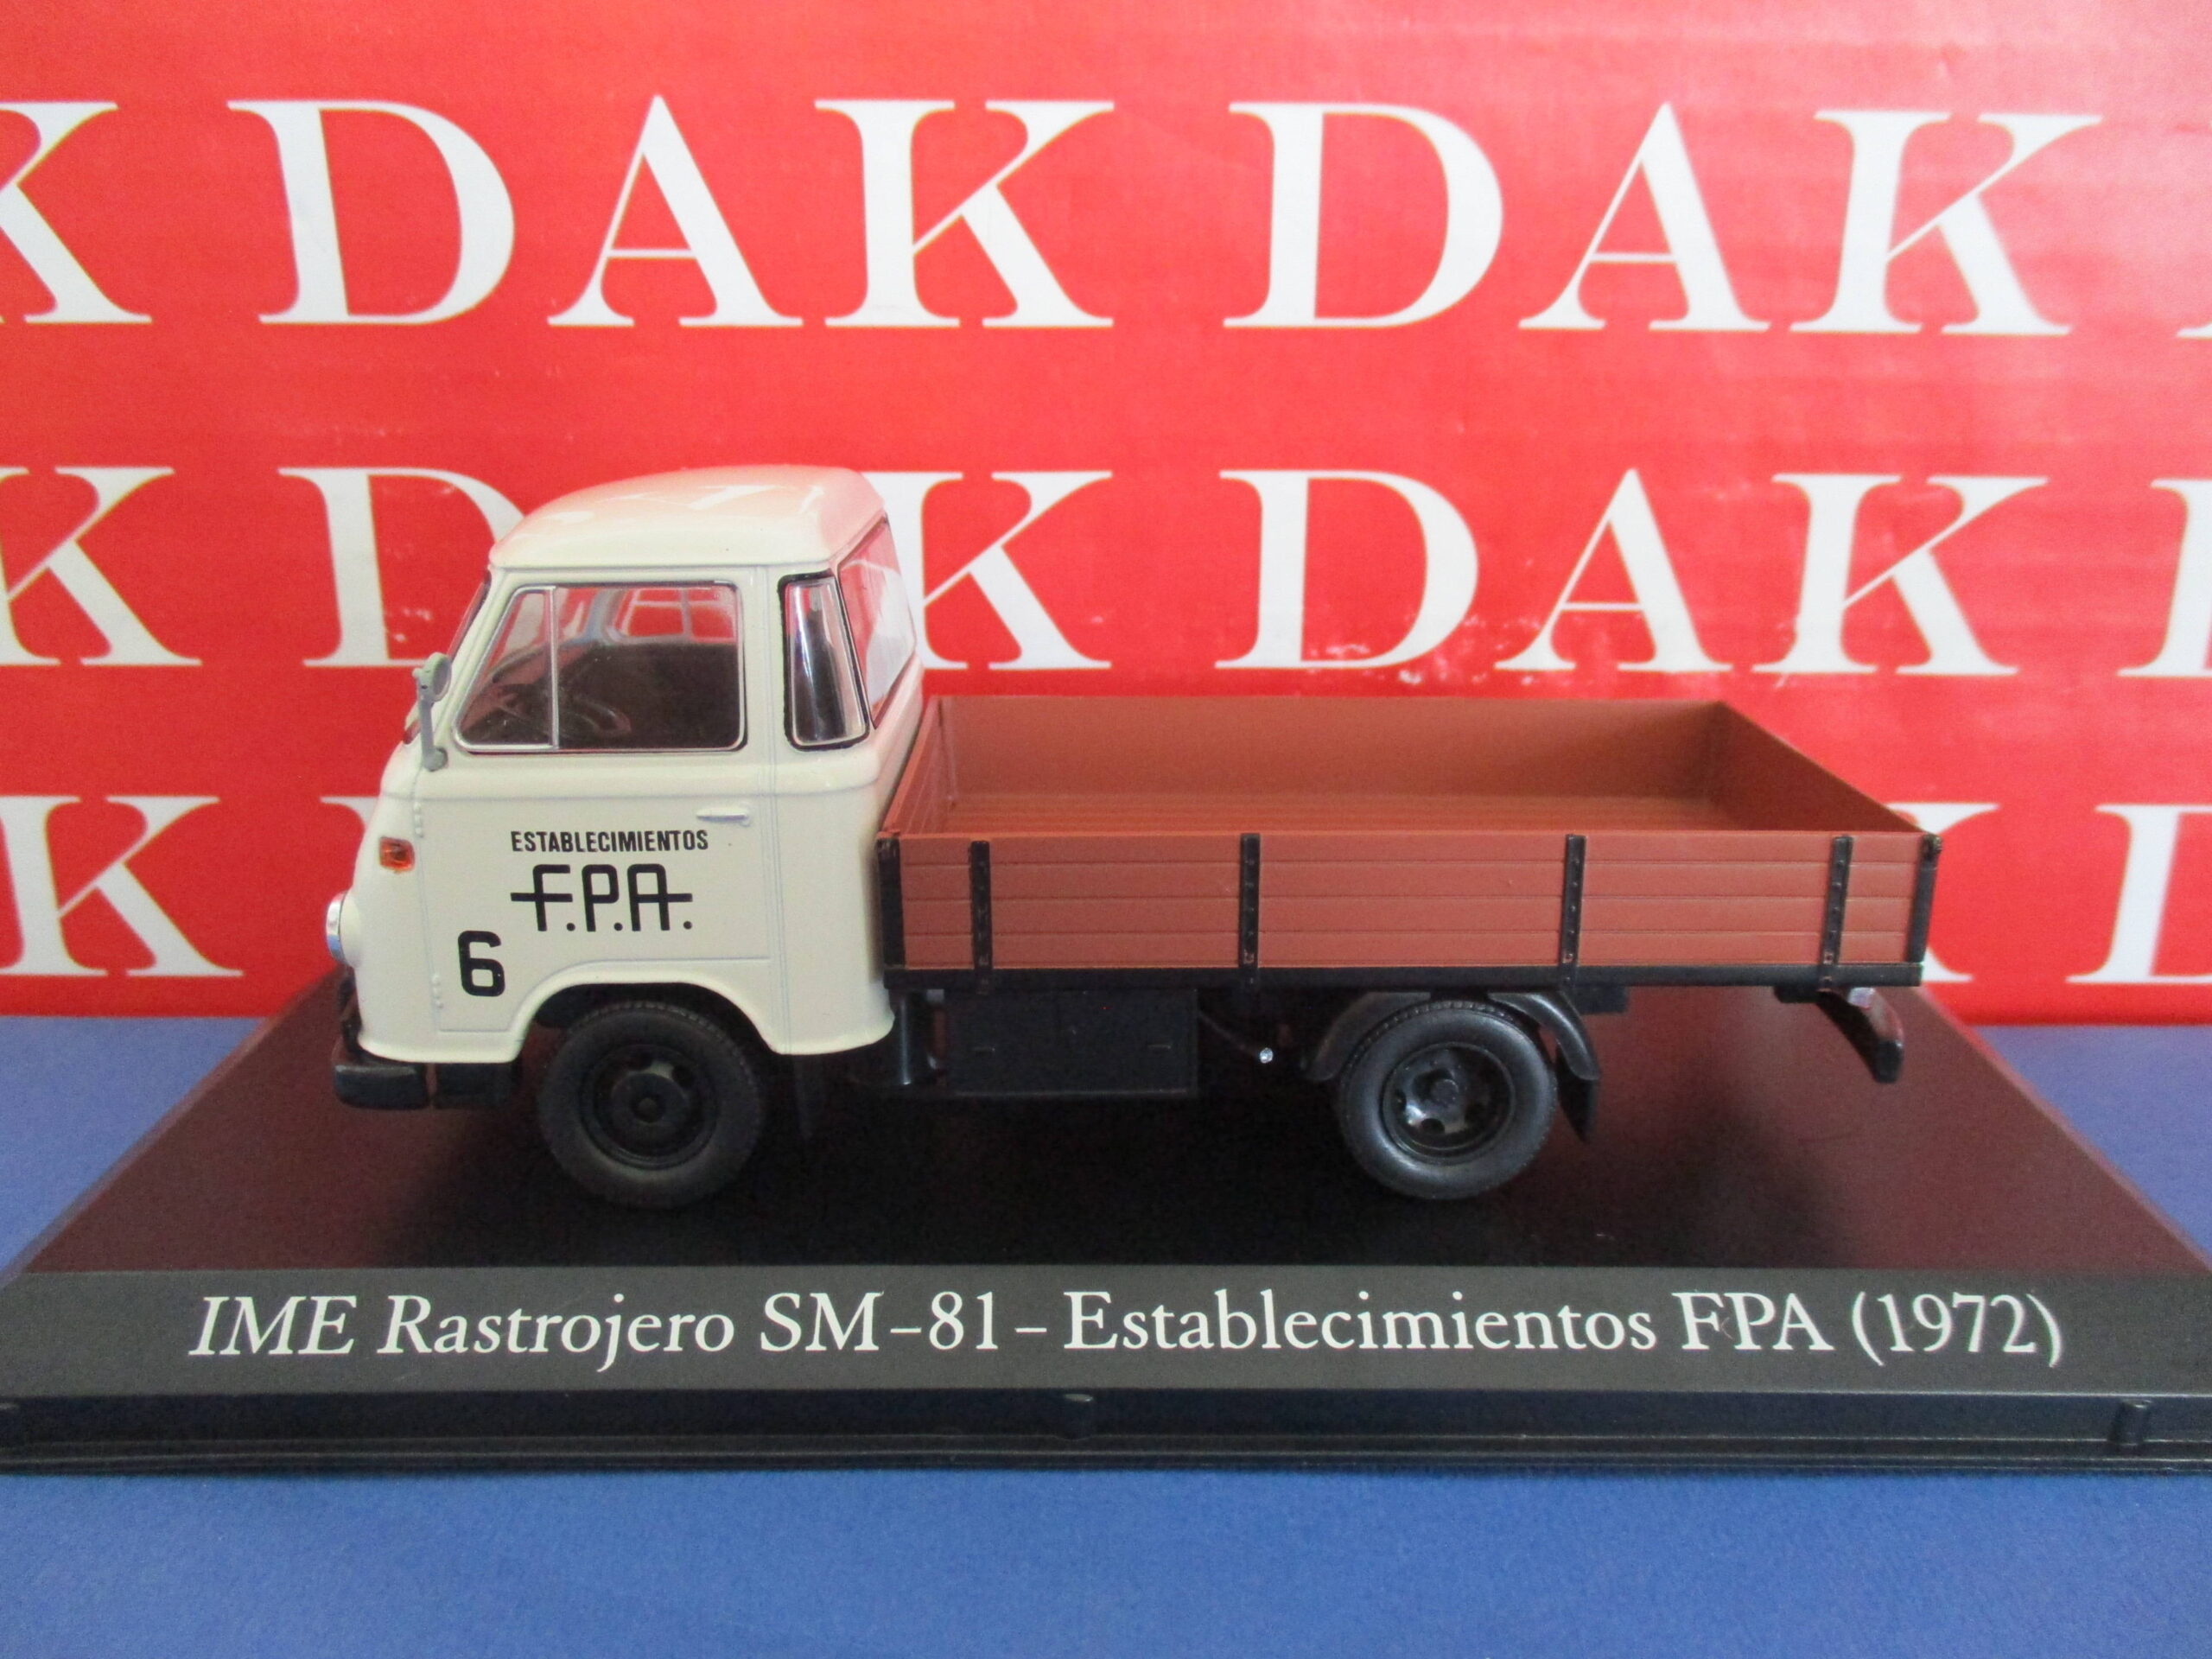 K DAK DAK
K DAK DAK D
K D K D
ESTABLECIMIENTOS
F.P.A.
6
IME Rastrojero SM-81 - Establecimientos FPA (1972)